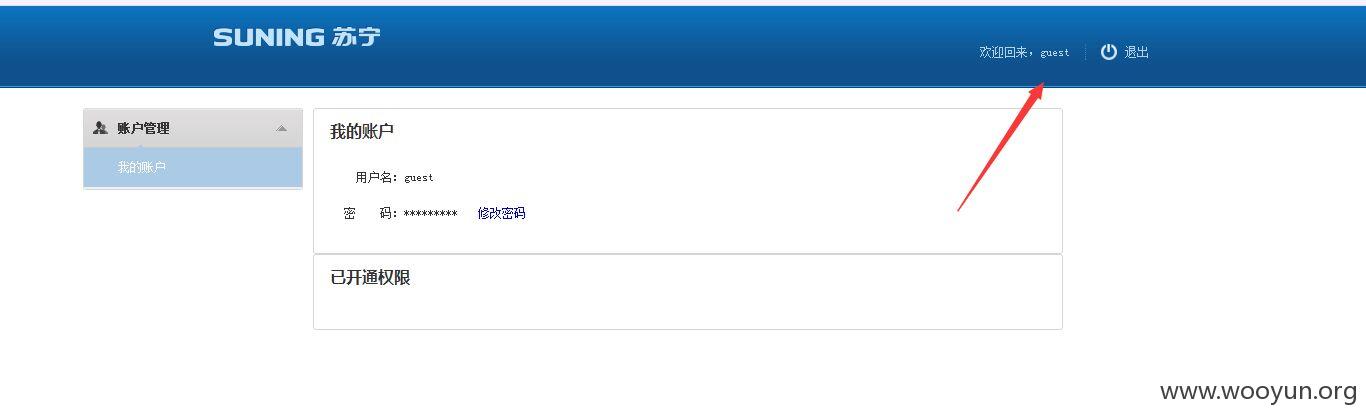 SUNING 苏宁
欢迎回来，guest 退出
账户管理
我的账户
我的账户
用户名：guest
密 码：********* 修改密码
已开通权限
www.wooyun.org